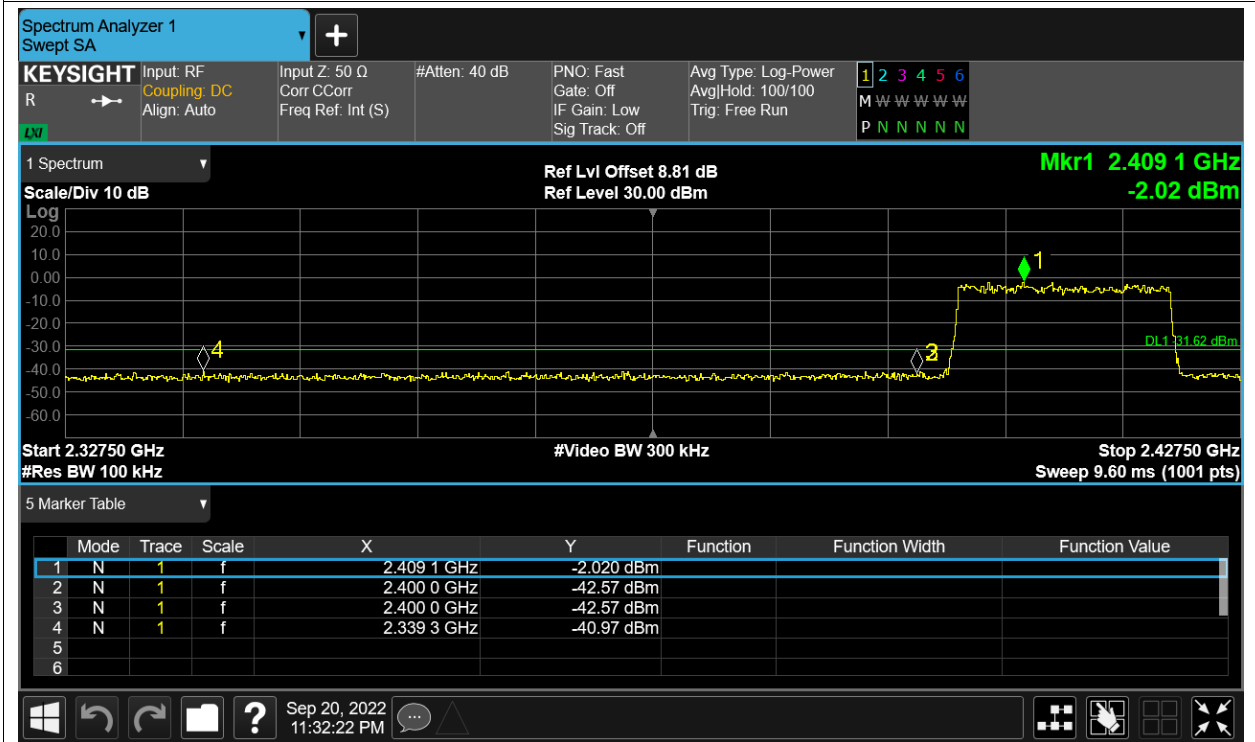 Spectrum Analyzer 1
Swept SA
+
KEYSIGHT
R
LXI
Input: RF
Coupling: DC
Align: Auto
Input Z: 50 Ω
Corr CCorr
Freq Ref: Int (S)
#Atten: 40 dB
PNO: Fast
Gate: Off
IF Gain: Low
Sig Track: Off
Avg Type: Log-Power
Avg|Hold: 100/100
Trig: Free Run
1 2 3 4 5 6
M W W W W W
P N N N N N
1 Spectrum
Scale/Div 10 dB
Ref Lvl Offset 8.81 dB
Ref Level 30.00 dBm
Mkr1 2.409 1 GHz
-2.02 dBm
Log
20.0
10.0
0.00
-10.0
-20.0
-30.0
-40.0
-50.0
-60.0
1
4
DL1 -31.62 dBm
Start 2.32750 GHz
#Video BW 300 kHz
Stop 2.42750 GHz
#Res BW 100 kHz
Sweep 9.60 ms (1001 pts)
5 Marker Table
Mode Trace Scale X Y Function Function Width Function Value
1 N 1 f 2.409 1 GHz -2.020 dBm
2 N 1 f 2.400 0 GHz -42.57 dBm
3 N 1 f 2.400 0 GHz -42.57 dBm
4 N 1 f 2.339 3 GHz -40.97 dBm
5
6
?
Sep 20, 2022
11:32:22 PM